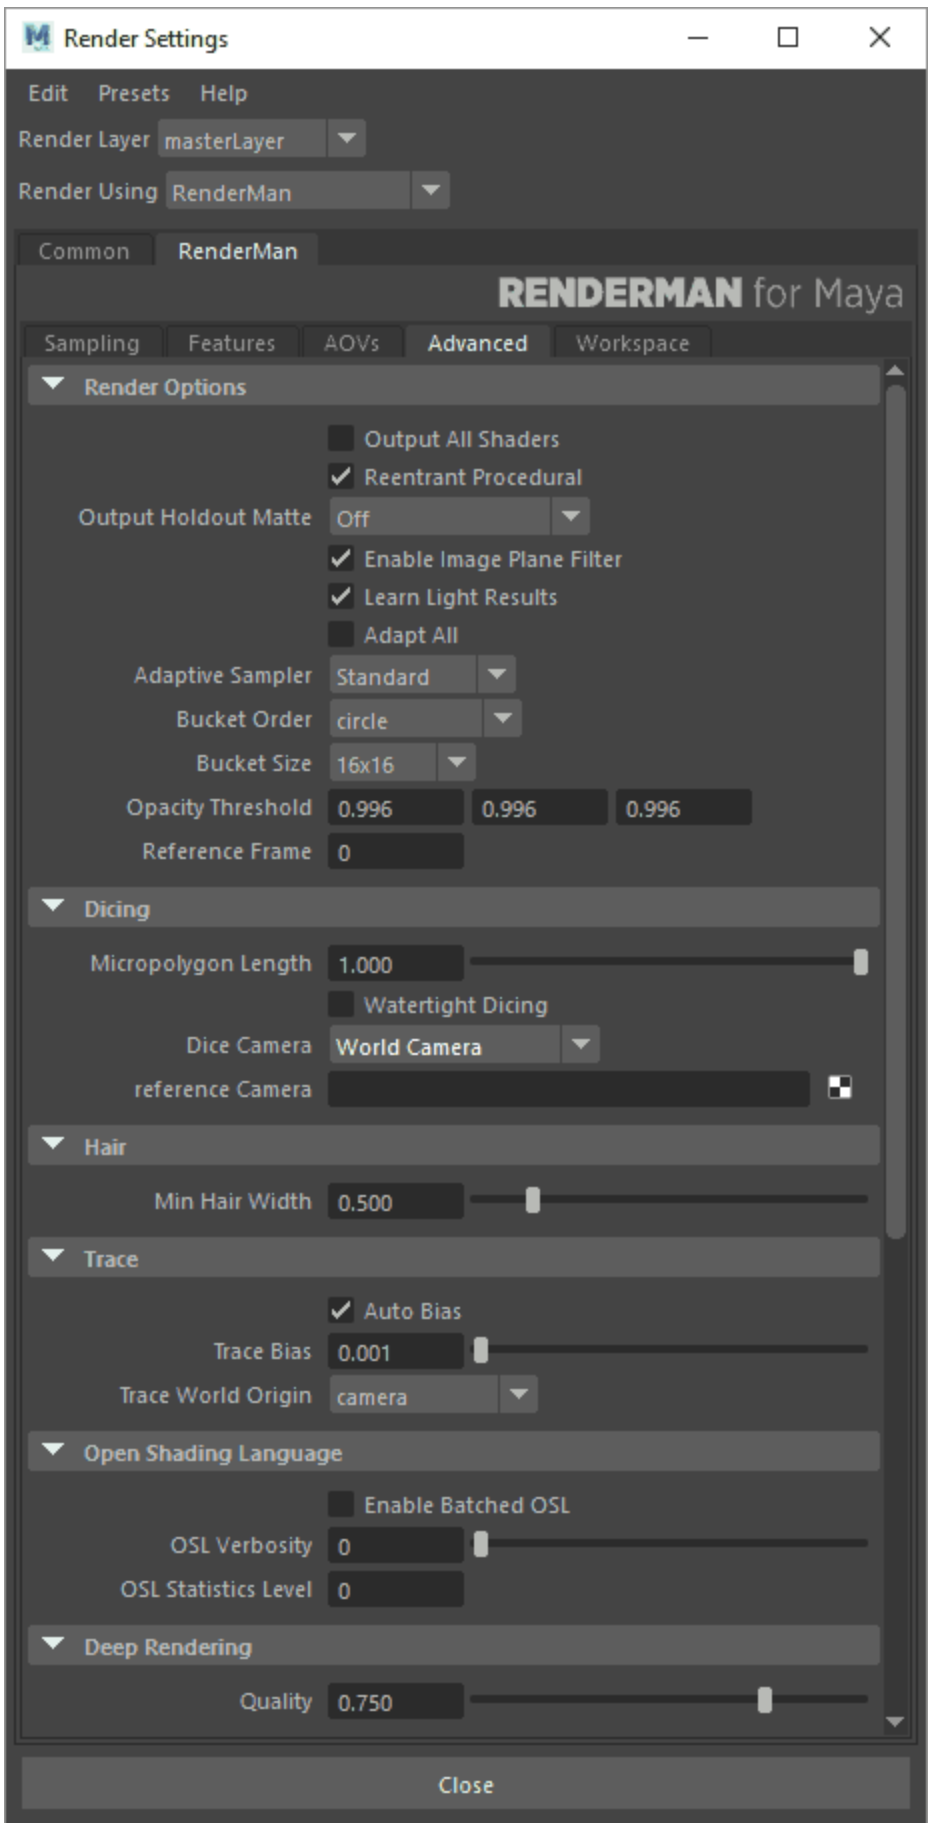 Render Settings
Edit Presets Help
Render Layer masterLayer
Render Using RenderMan
Common RenderMan
RENDERMAN for Maya
Sampling Features AOVs Advanced Workspace
Render Options
Output All Shaders
Reentrant Procedural
Output Holdout Matte Off
Enable Image Plane Filter
Learn Light Results
Adapt All
Adaptive Sampler Standard
Bucket Order circle
Bucket Size 16x16
Opacity Threshold 0.996 0.996 0.996
Reference Frame 0
Dicing
Micropolygon Length 1.000
Watertight Dicing
Dice Camera World Camera
reference Camera
Hair
Min Hair Width 0.500
Trace
Auto Bias
Trace Bias 0.001
Trace World Origin camera
Open Shading Language
Enable Batched OSL
OSL Verbosity 0
OSL Statistics Level 0
Deep Rendering
Quality 0.750
Close